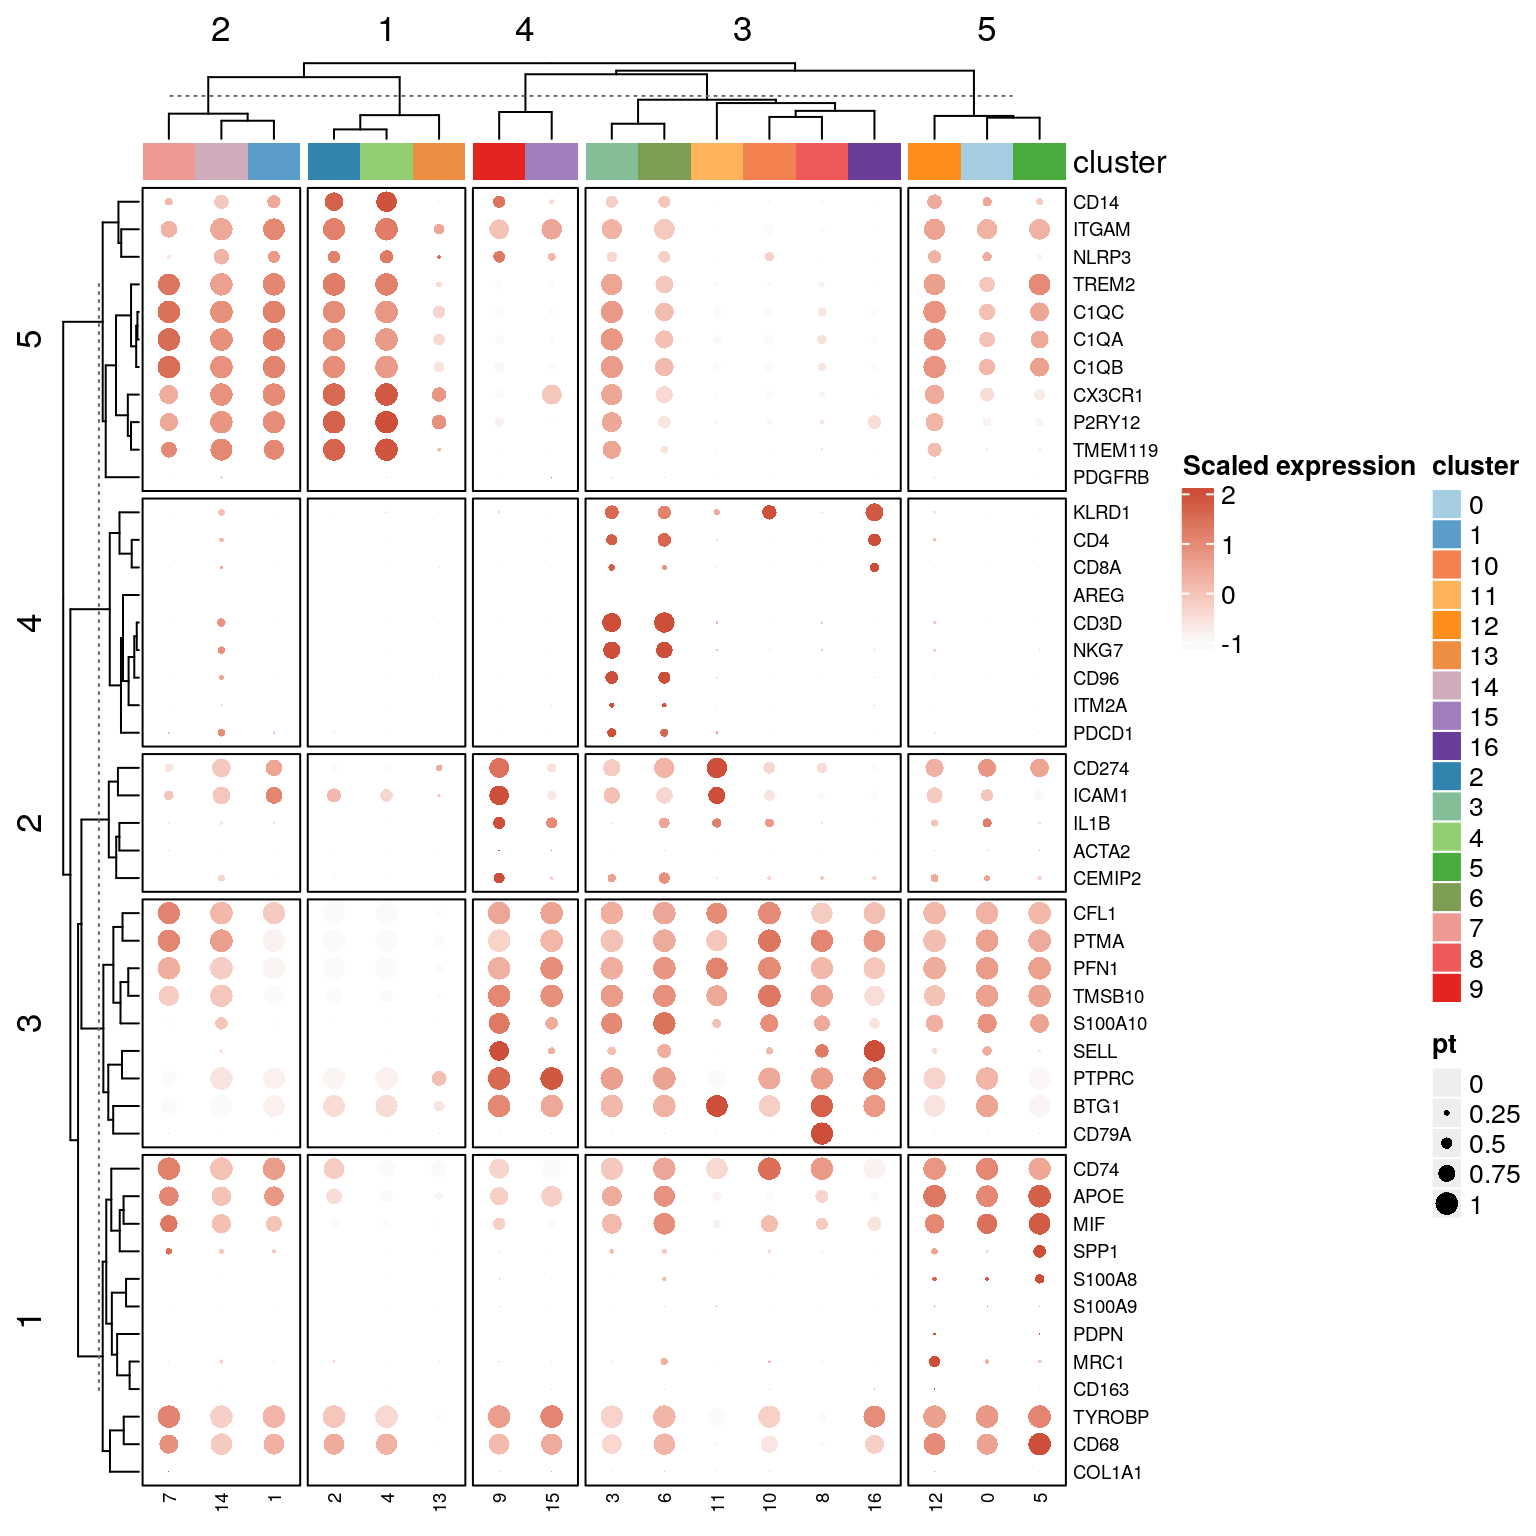 2 1 4 3 5
cluster
5
CD14
ITGAM
NLRP3
TREM2
C1QC
C1QA
C1QB
CX3CR1
P2RY12
TMEM119
PDGFRB
4
KLRD1
CD4
CD8A
AREG
CD3D
NKG7
CD96
ITM2A
PDCD1
2
CD274
ICAM1
IL1B
ACTA2
CEMIP2
3
CFL1
PTMA
PFN1
TMSB10
S100A10
SELL
PTPRC
BTG1
CD79A
1
CD74
APOE
MIF
SPP1
S100A8
S100A9
PDPN
MRC1
CD163
TYROBP
CD68
COL1A1
7 14 1 2 4 13 9 15 3 6 11 10 8 16 12 0 5
Scaled expression
2
1
0
-1
cluster
0
1
10
11
12
13
14
15
16
2
3
4
5
6
7
8
9
pt
0
0.25
0.5
0.75
1